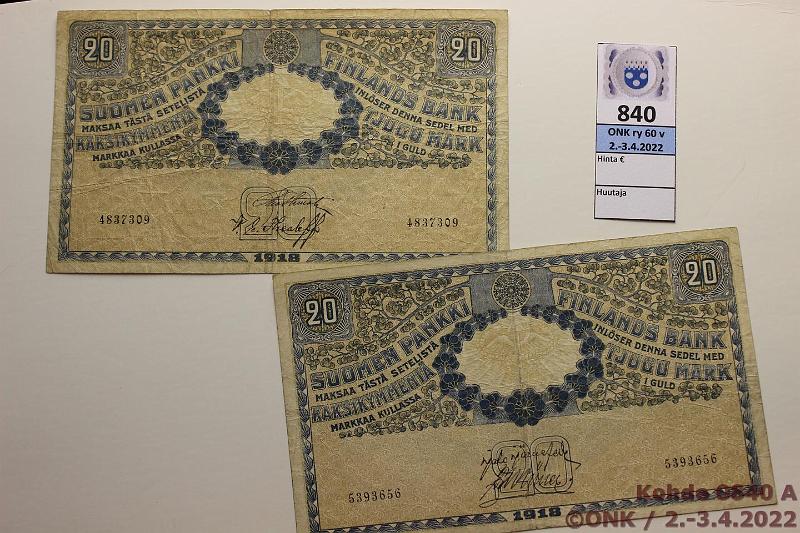 20 20
SUOMEN PANKKI
MAKSAA TÄSTÄ SETELISTÄ
KAKSIKYMMENTÄ
MARKKAA KULLASSA
FINLANDS BANK
INLÖSER DENNA SEDEL MED
TJUGU MARK
I GULD
4837309 4837309
1918
840
ONK ry 60 v
2.-3.4.2022
Hinta €
Huutaja
20 20
SUOMEN PANKKI
MAKSAA TÄSTÄ SETELISTÄ
KAKSIKYMMENTÄ
MARKKAA KULLASSA
FINLANDS BANK
INLÖSER DENNA SEDEL MED
TJUGU MARK
I GULD
5393656 5393656
1918
Kohde 0840 A
©ONK / 2.-3.4.2022